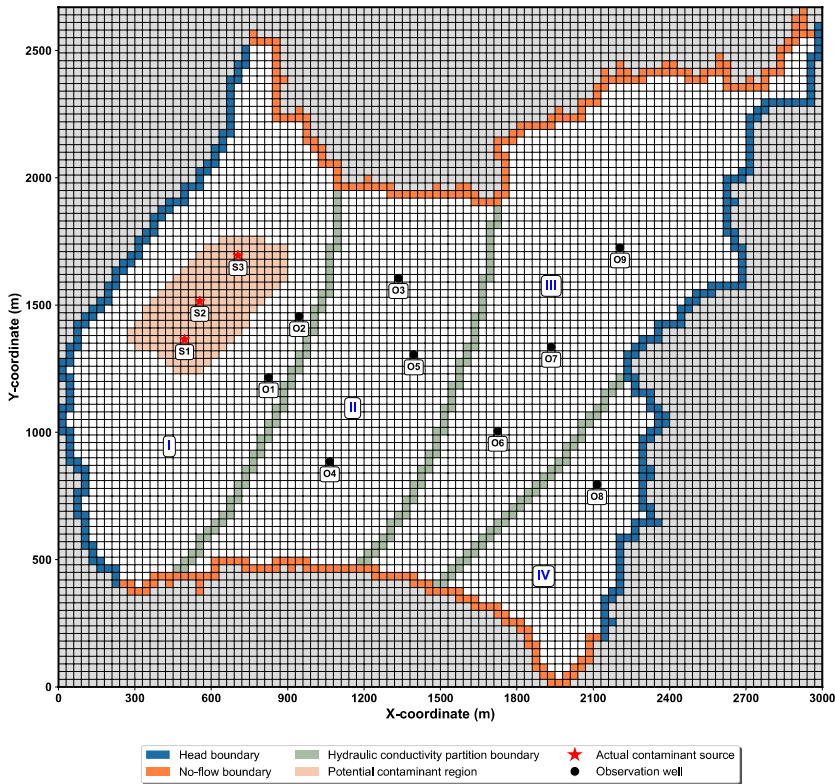 Y-coordinate (m)
2500
2000
1500
1000
500
0
S3
S2
S1
O9
III
O3
O2
O7
O5
O1
II
I
O6
O4
O8
IV
0 300 600 900 1200 1500 1800 2100 2400 2700 3000
X-coordinate (m)
Head boundary
No-flow boundary
Hydraulic conductivity partition boundary
Potential contaminant region
Actual contaminant source
Observation well